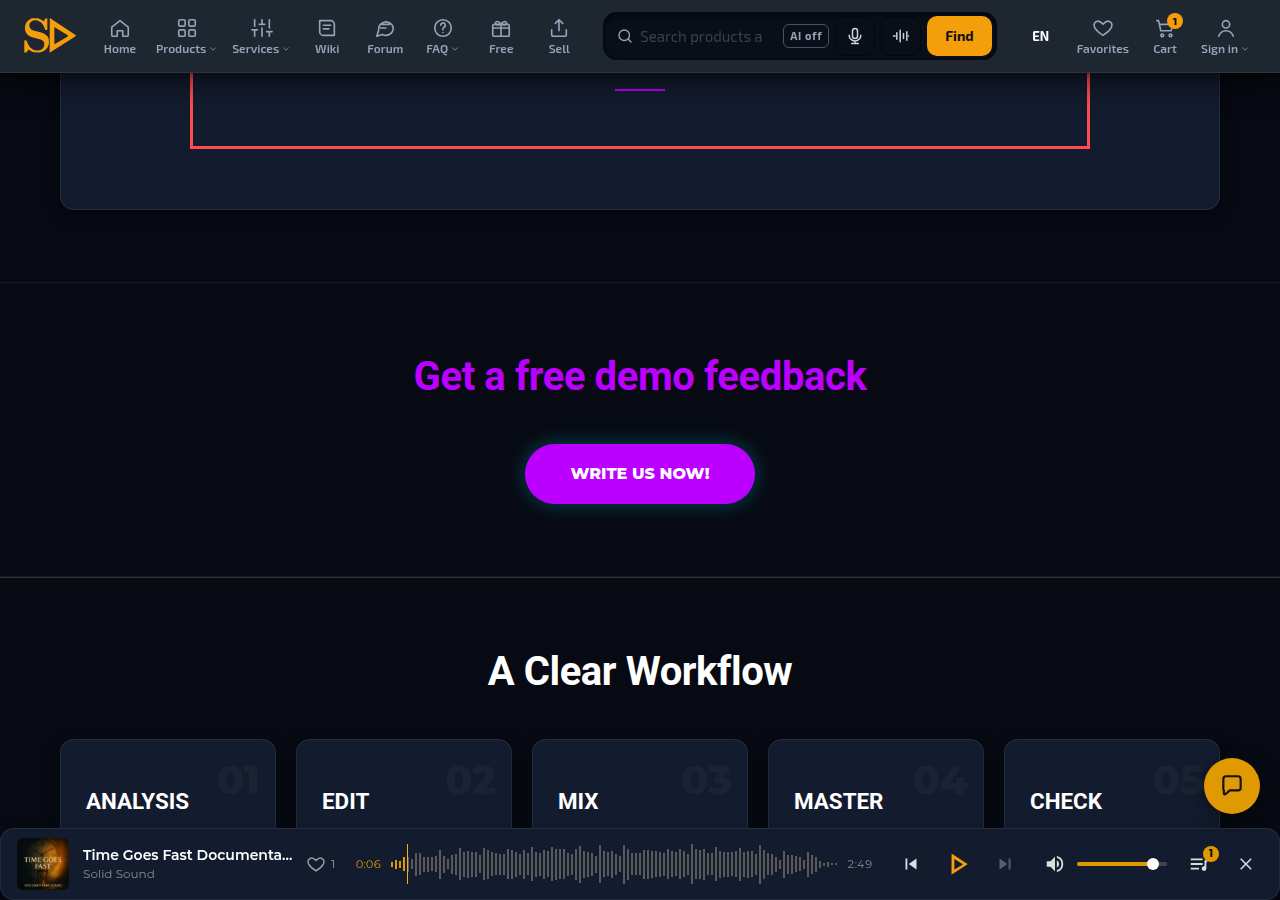 SD
Home
Products
Services
Wiki
Forum
FAQ
Free
Sell
Search products a
AI off
Find
EN
Favorites
1
Cart
Sign in
Get a free demo feedback
WRITE US NOW!
A Clear Workflow
01
ANALYSIS
02
EDIT
03
MIX
04
MASTER
05
CHECK
TIME GOES
FAST
Time Goes Fast Documenta...
Solid Sound
1
0:06
2:49
1